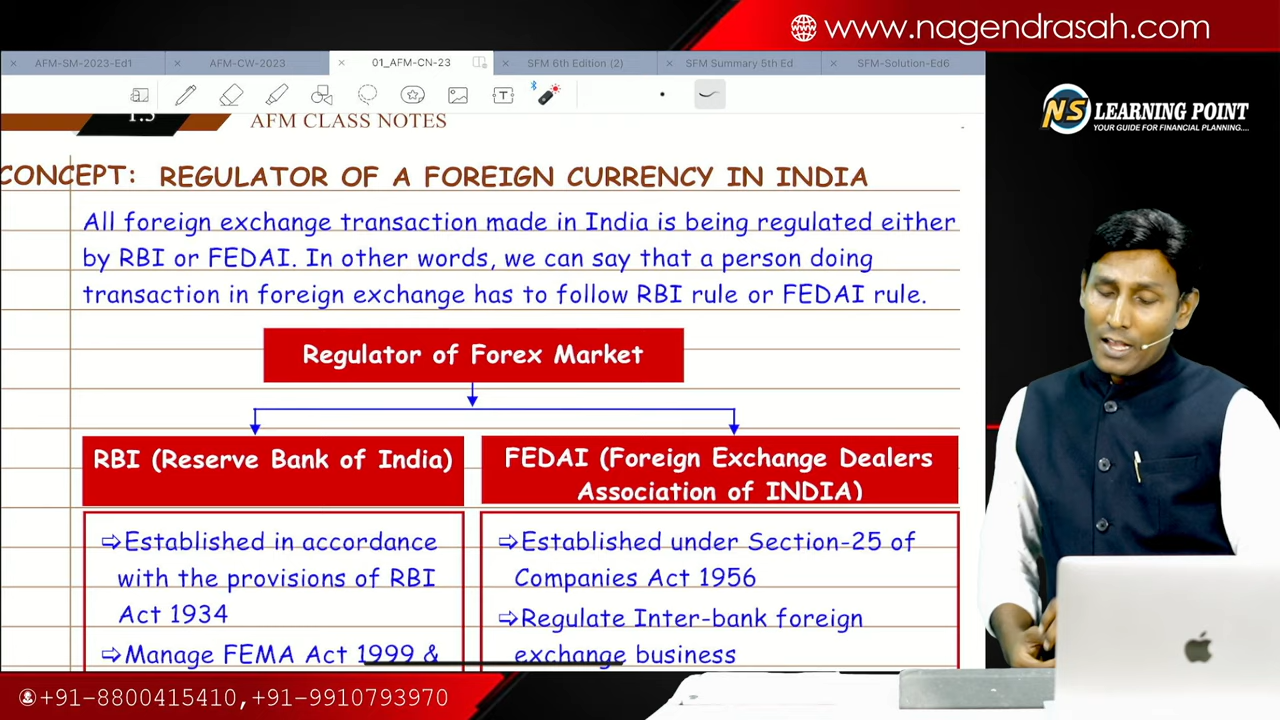 www.nagendrasah.com
AFM-SM-2023-Ed1
AFM-CW-2023
01_AFM-CN-23
SFM 6th Edition (2)
SFM Summary 5th Ed
SFM-Solution-Ed6
T
1.3
AFM CLASS NOTES
NS LEARNING POINT
YOUR GUIDE FOR FINANCIAL PLANNING....
CONCEPT: REGULATOR OF A FOREIGN CURRENCY IN INDIA
All foreign exchange transaction made in India is being regulated either
by RBI or FEDAI. In other words, we can say that a person doing
transaction in foreign exchange has to follow RBI rule or FEDAI rule.
Regulator of Forex Market
RBI (Reserve Bank of India)
⇨Established in accordance
with the provisions of RBI
Act 1934
⇨Manage FEMA Act 1999 &
FEDAI (Foreign Exchange Dealers
Association of INDIA)
⇨Established under Section-25 of
Companies Act 1956
⇨Regulate Inter-bank foreign
exchange business
+91-8800415410,+91-9910793970